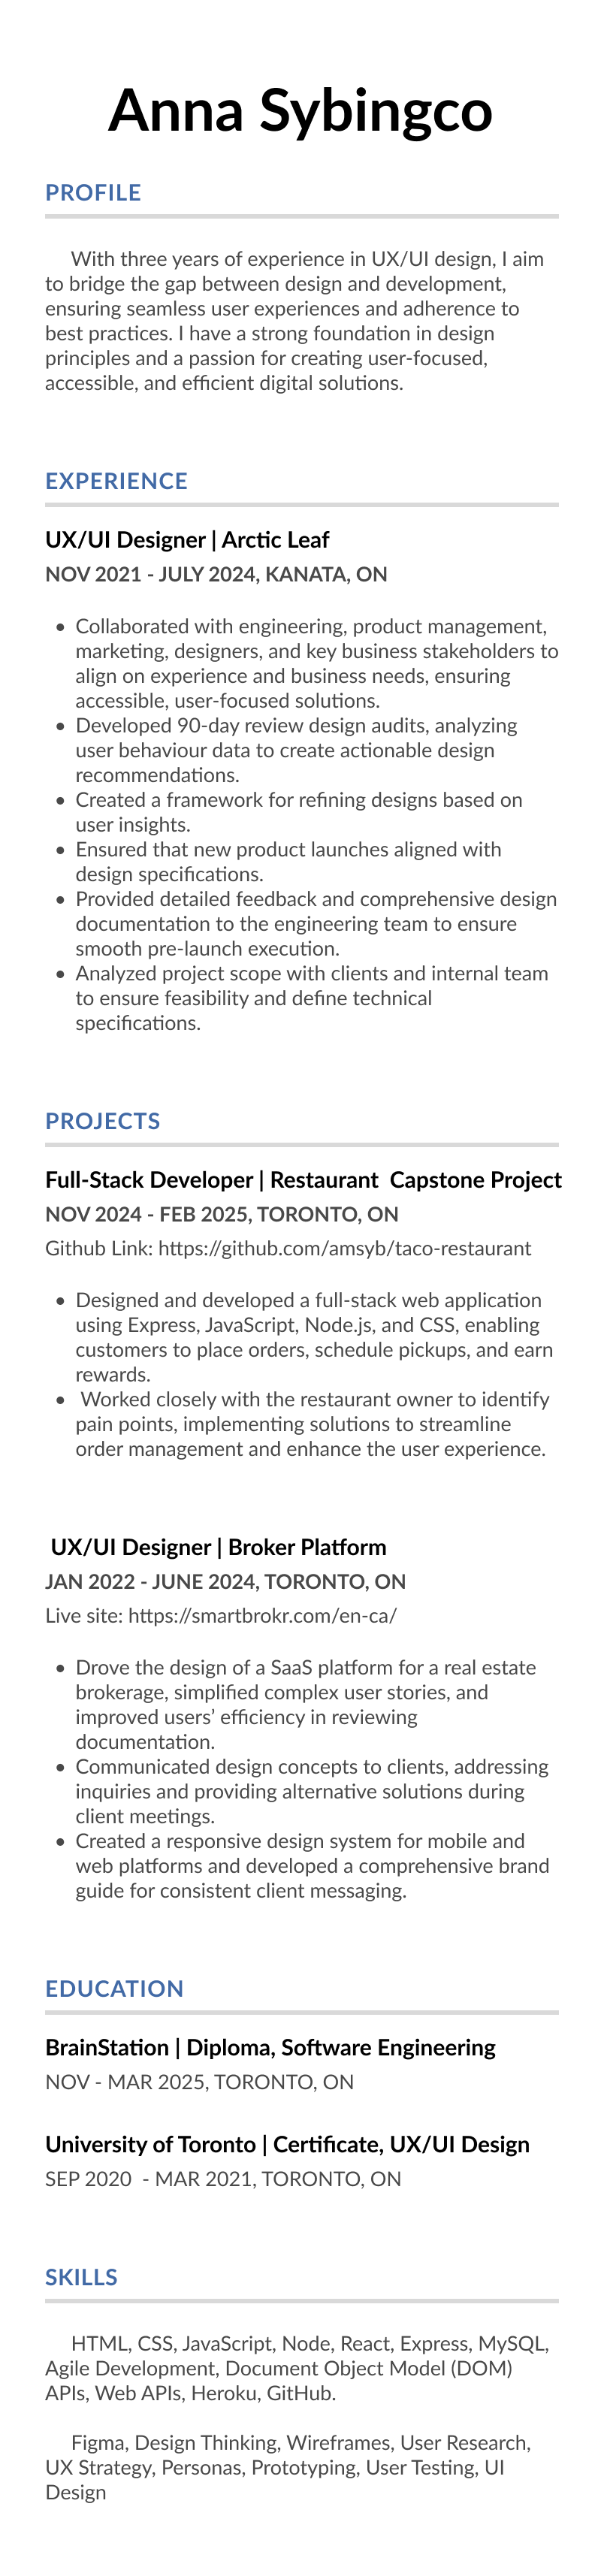 Anna Sybingco
PROFILE
With three years of experience in UX/UI design, I aim
to bridge the gap between design and development,
ensuring seamless user experiences and adherence to
best practices. I have a strong foundation in design
principles and a passion for creating user-focused,
accessible, and efficient digital solutions.
EXPERIENCE
UX/UI Designer | Arctic Leaf
NOV 2021 - JULY 2024, KANATA, ON
• Collaborated with engineering, product management,
marketing, designers, and key business stakeholders to
align on experience and business needs, ensuring
accessible, user-focused solutions.
• Developed 90-day review design audits, analyzing
user behaviour data to create actionable design
recommendations.
• Created a framework for refining designs based on
user insights.
• Ensured that new product launches aligned with
design specifications.
• Provided detailed feedback and comprehensive design
documentation to the engineering team to ensure
smooth pre-launch execution.
• Analyzed project scope with clients and internal team
to ensure feasibility and define technical
specifications.
PROJECTS
Full-Stack Developer | Restaurant  Capstone Project
NOV 2024 - FEB 2025, TORONTO, ON
Github Link: https://github.com/amsyb/taco-restaurant
• Designed and developed a full-stack web application
using Express, JavaScript, Node.js, and CSS, enabling
customers to place orders, schedule pickups, and earn
rewards.
• Worked closely with the restaurant owner to identify
pain points, implementing solutions to streamline
order management and enhance the user experience.
UX/UI Designer | Broker Platform
JAN 2022 - JUNE 2024, TORONTO, ON
Live site: https://smartbrokr.com/en-ca/
• Drove the design of a SaaS platform for a real estate
brokerage, simplified complex user stories, and
improved users’ efficiency in reviewing
documentation.
• Communicated design concepts to clients, addressing
inquiries and providing alternative solutions during
client meetings.
• Created a responsive design system for mobile and
web platforms and developed a comprehensive brand
guide for consistent client messaging.
EDUCATION
BrainStation | Diploma, Software Engineering
NOV - MAR 2025, TORONTO, ON
University of Toronto | Certificate, UX/UI Design
SEP 2020  - MAR 2021, TORONTO, ON
SKILLS
HTML, CSS, JavaScript, Node, React, Express, MySQL,
Agile Development, Document Object Model (DOM)
APIs, Web APIs, Heroku, GitHub.
Figma, Design Thinking, Wireframes, User Research,
UX Strategy, Personas, Prototyping, User Testing, UI
Design